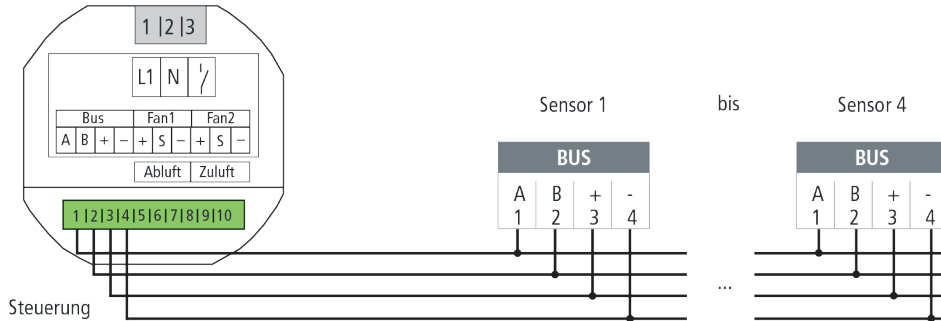 1 |2|3
L1 N
Bus Fan1 Fan2
A B + − + S − + S −
Abluft Zuluft
1|2|3|4|5|6|7|8|9|10
Steuerung
Sensor 1
BUS
A B + -
1 2 3 4
bis
...
Sensor 4
BUS
A B + -
1 2 3 4